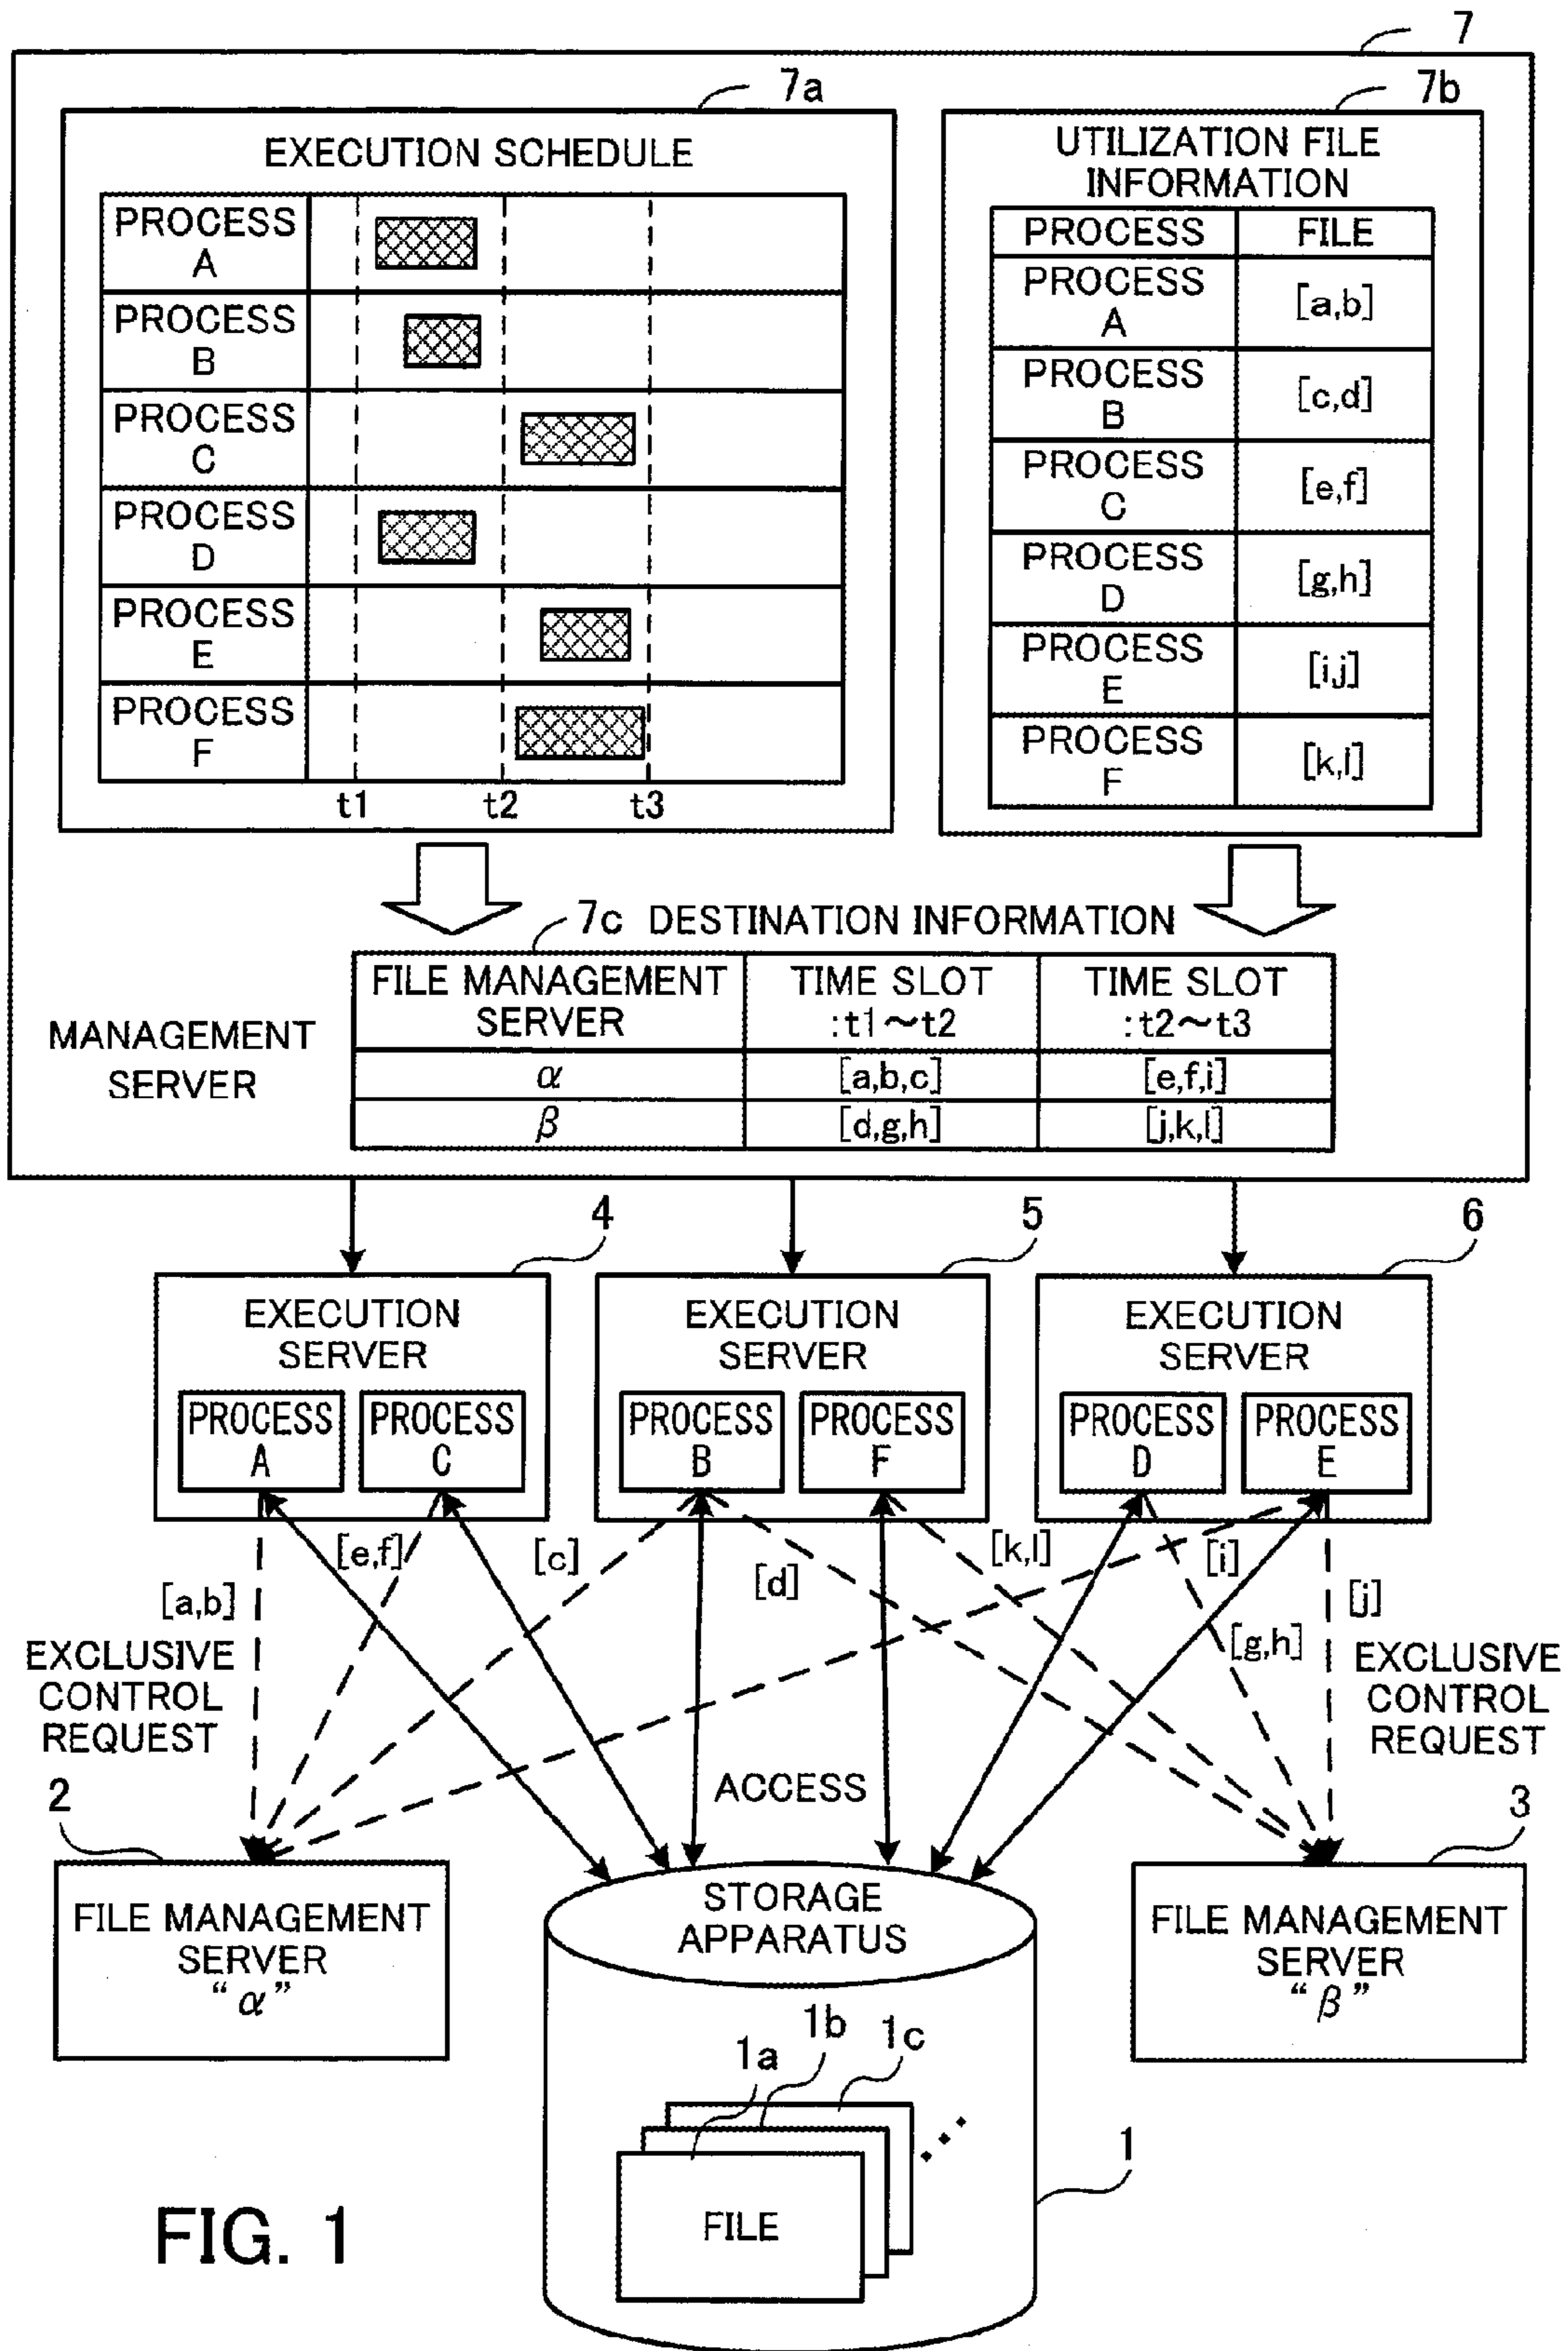 7
7a
EXECUTION SCHEDULE
PROCESS
A
PROCESS
B
PROCESS
C
PROCESS
D
PROCESS
E
PROCESS
F
t1 t2 t3
7b
UTILIZATION FILE
INFORMATION
PROCESS FILE
PROCESS
A
[a,b]
PROCESS
B
[c,d]
PROCESS
C
[e,f]
PROCESS
D
[g,h]
PROCESS
E
[i,j]
PROCESS
F
[k,l]
7c DESTINATION INFORMATION
FILE MANAGEMENT
SERVER
TIME SLOT
:t1～t2
TIME SLOT
:t2～t3
α [a,b,c] [e,f,i]
β [d,g,h] [j,k,l]
MANAGEMENT
SERVER
4
EXECUTION
SERVER
PROCESS
A
PROCESS
C
5
EXECUTION
SERVER
PROCESS
B
PROCESS
F
6
EXECUTION
SERVER
PROCESS
D
PROCESS
E
[a,b]
[e,f]
[c]
[d]
[k,l]
[i]
[g,h]
[j]
EXCLUSIVE
CONTROL
REQUEST
EXCLUSIVE
CONTROL
REQUEST
ACCESS
2
FILE MANAGEMENT
SERVER
“α”
3
FILE MANAGEMENT
SERVER
“β”
STORAGE
APPARATUS
1a
1b
1c
FILE
1
FIG. 1